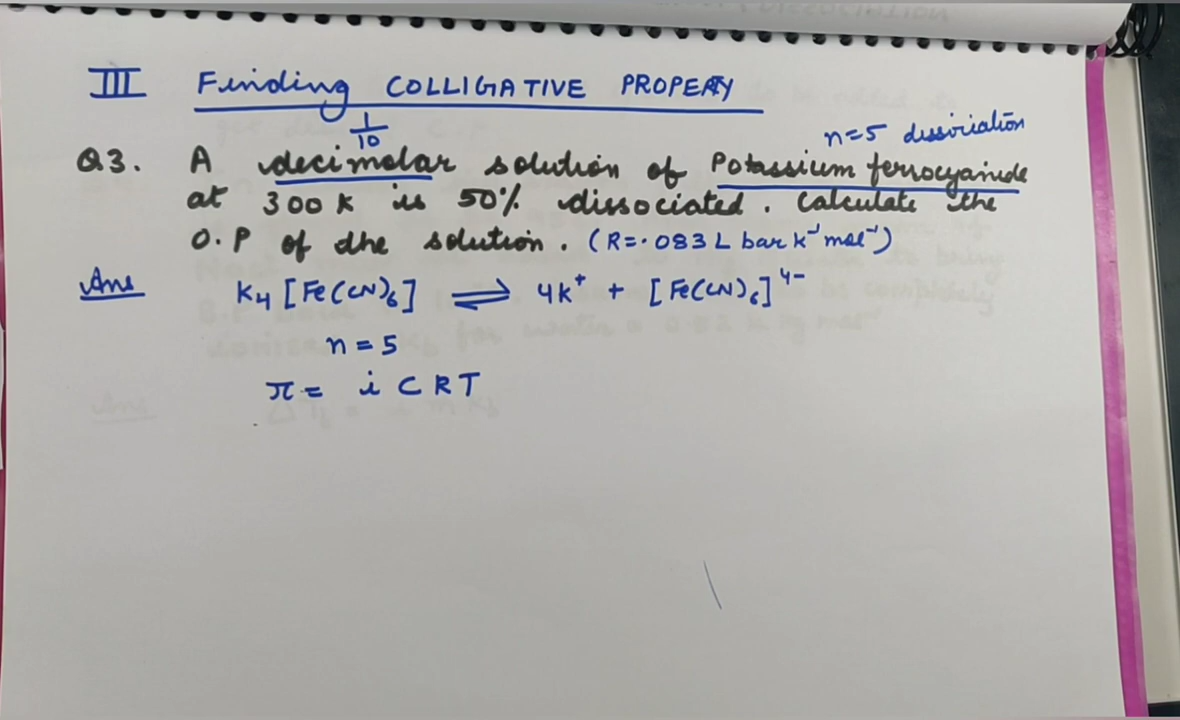 III Finding COLLIGATIVE PROPERTY
1/10
n=5 dissociation
Q3. A decimolar solution of Potassium ferrocyanide
at 300 K is 50% dissociated. Calculate the
O.P of the solution. (R=.083 L bar K⁻¹ mol⁻¹)
Ans K₄[Fe(CN)₆] ⇌ 4K⁺ + [Fe(CN)₆]⁴⁻
n = 5
π = i C R T